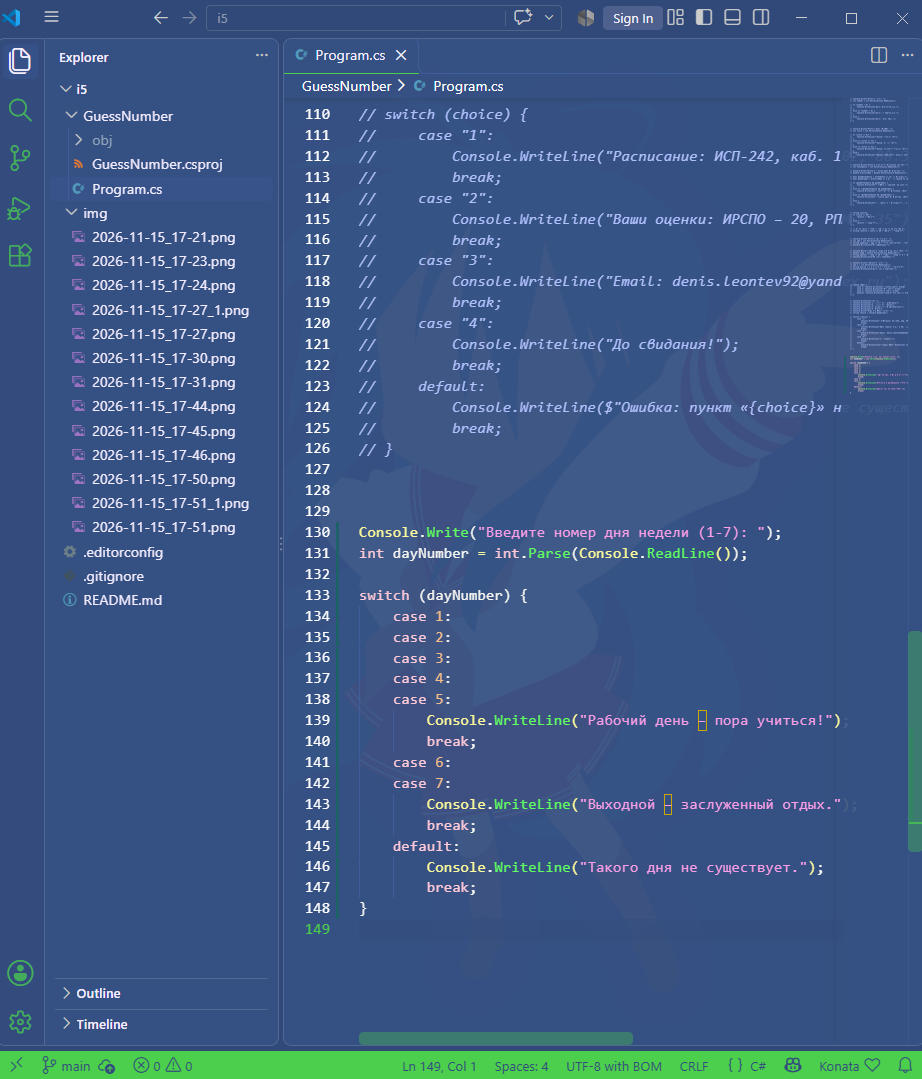 i5
Sign In
Explorer
i5
GuessNumber
obj
GuessNumber.csproj
Program.cs
img
2026-11-15_17-21.png
2026-11-15_17-23.png
2026-11-15_17-24.png
2026-11-15_17-27_1.png
2026-11-15_17-27.png
2026-11-15_17-30.png
2026-11-15_17-31.png
2026-11-15_17-44.png
2026-11-15_17-45.png
2026-11-15_17-46.png
2026-11-15_17-50.png
2026-11-15_17-51_1.png
2026-11-15_17-51.png
.editorconfig
.gitignore
README.md
Outline
Timeline
Program.cs
GuessNumber > Program.cs
110 // switch (choice) {
111 //     case "1":
112 //         Console.WriteLine("Расписание: ИСП-242, каб.
113 //         break;
114 //     case "2":
115 //         Console.WriteLine("Ваши оценки: ИРСПО – 20, РП
116 //         break;
117 //     case "3":
118 //         Console.WriteLine("Email: denis.leontev92@yand
119 //         break;
120 //     case "4":
121 //         Console.WriteLine("До свидания!");
122 //         break;
123 //     default:
124 //         Console.WriteLine($"Ошибка: пункт «{choice}» не сущест
125 //         break;
126 // }
127
128
129
130 Console.Write("Введите номер дня недели (1-7): ");
131 int dayNumber = int.Parse(Console.ReadLine());
132
133 switch (dayNumber) {
134     case 1:
135     case 2:
136     case 3:
137     case 4:
138     case 5:
139         Console.WriteLine("Рабочий день – пора учиться!");
140         break;
141     case 6:
142     case 7:
143         Console.WriteLine("Выходной – заслуженный отдых.");
144         break;
145     default:
146         Console.WriteLine("Такого дня не существует.");
147         break;
148 }
149
main 0 0 Ln 149, Col 1 Spaces: 4 UTF-8 with BOM CRLF { } C# Konata